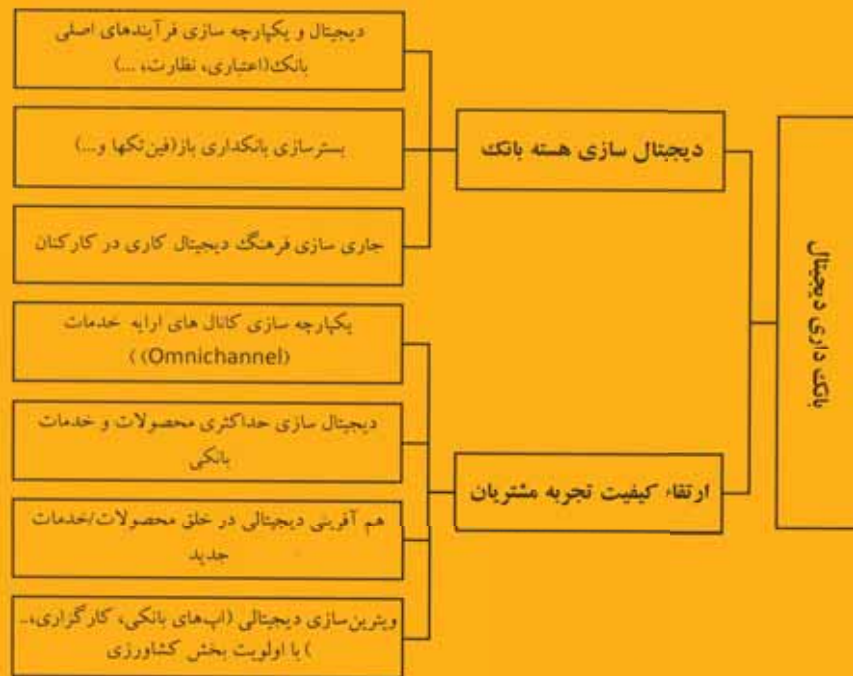 بانک داری دیجیتال
دیجیتال سازی هسته بانک
دیجیتال و یکپارچه سازی فرآیندهای اصلی
بانک(اعتباری، نظارت، ...)
بسترسازی بانکداری باز(فین‌تکها و...)
جاری سازی فرهنگ دیجیتال کاری در کارکنان
ارتقاء کیفیت تجربه مشتریان
یکپارچه سازی کانال های ارایه خدمات
(Omnichannel) )
دیجیتال سازی حداکثری محصولات و خدمات
بانکی
هم آفرینی دیجیتالی در خلق محصولات/خدمات
جدید
ویترین‌سازی دیجیتالی (اپ‌های بانکی، کارگزاری،..
) با اولویت بخش کشاورزی